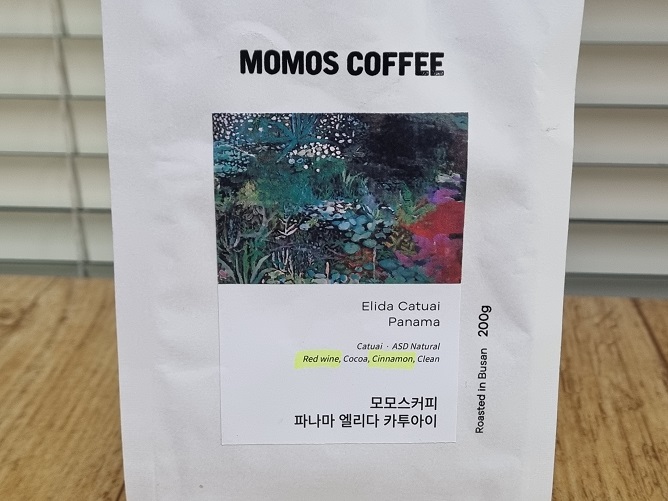 MOMOS COFFEE
Elida Catuai
Panama
Catuai · ASD Natural
Red wine, Cocoa, Cinnamon, Clean
모모스커피
파나마 엘리다 카투아이
Roasted in Busan 200g